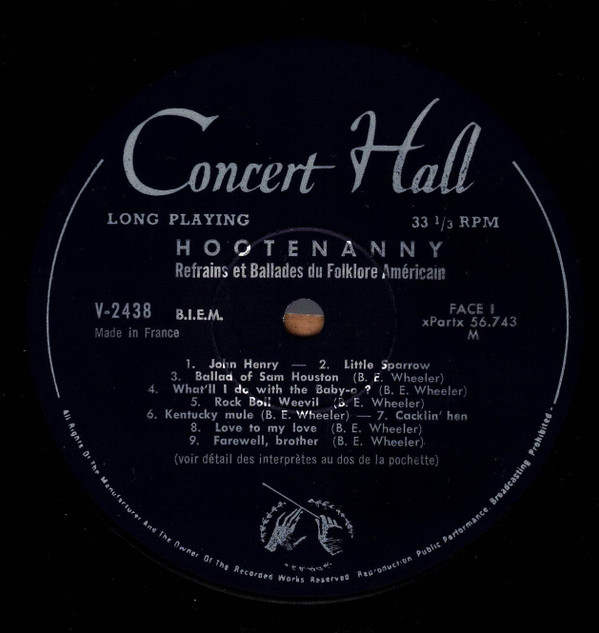 Concert Hall
LONG PLAYING 33 1/3 RPM
HOOTENANNY
Refrains et Ballades du Folklore Américain
V-2438 B.I.E.M. FACE I
Made in France xPartx 56.743
M
1. John Henry — 2. Little Sparrow
3. Ballad of Sam Houston (B. E. Wheeler)
4. What'll I do with the Baby-o ? (B. E. Wheeler)
5. Rock Boll Weevil (B. E. Wheeler)
6. Kentucky mule (B. E. Wheeler) — 7. Cacklin' hen
8. Love to my love (B. E. Wheeler)
9. Farewell, brother (B. E. Wheeler)
(voir détail des interprètes au dos de la pochette)
All Rights Of The Manufacturer And The Owner Of The Recorded Works Reserved. Reproduction Public Performance, Broadcasting Prohibited-